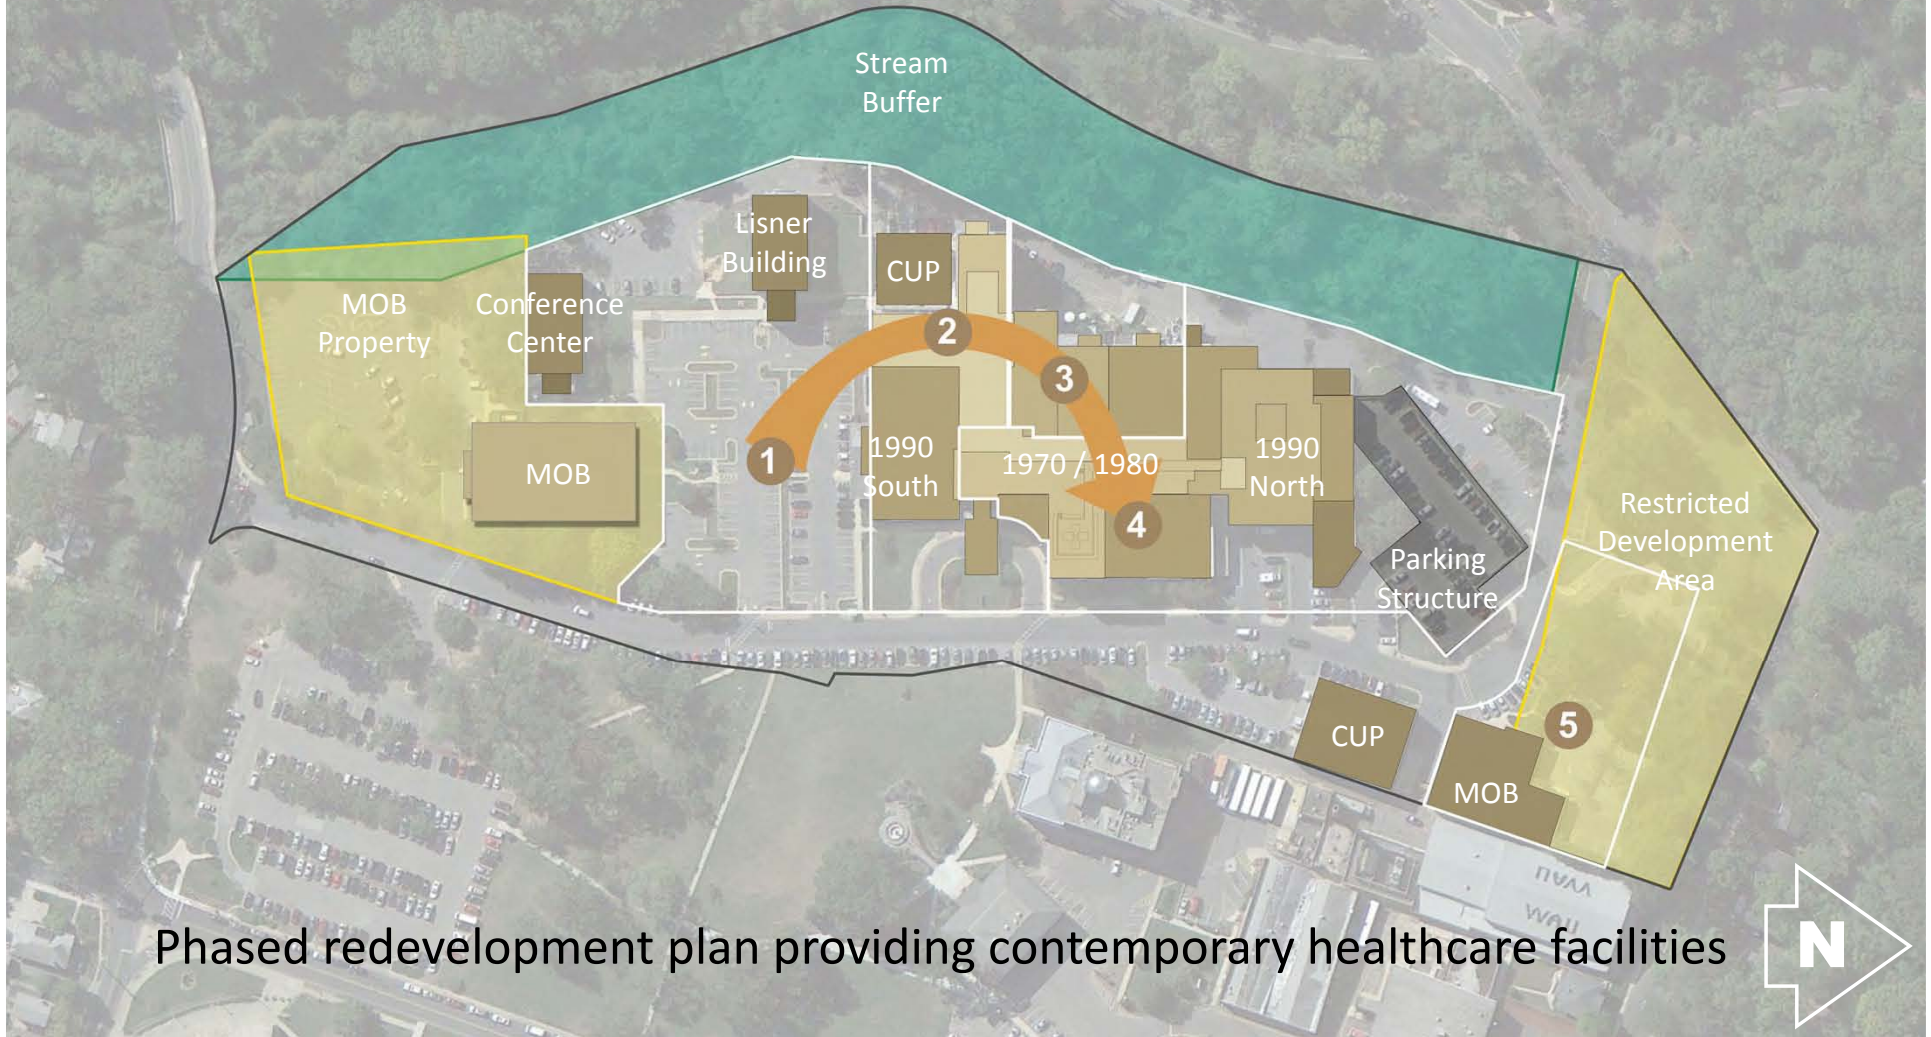 Stream
Buffer
Lisner
Building
CUP
MOB
Property
Conference
Center
2
3
1
1990
South
1970 / 1980
1990
North
MOB
4
Restricted
Development
Area
Parking
Structure
5
CUP
MOB
Phased redevelopment plan providing contemporary healthcare facilities
N